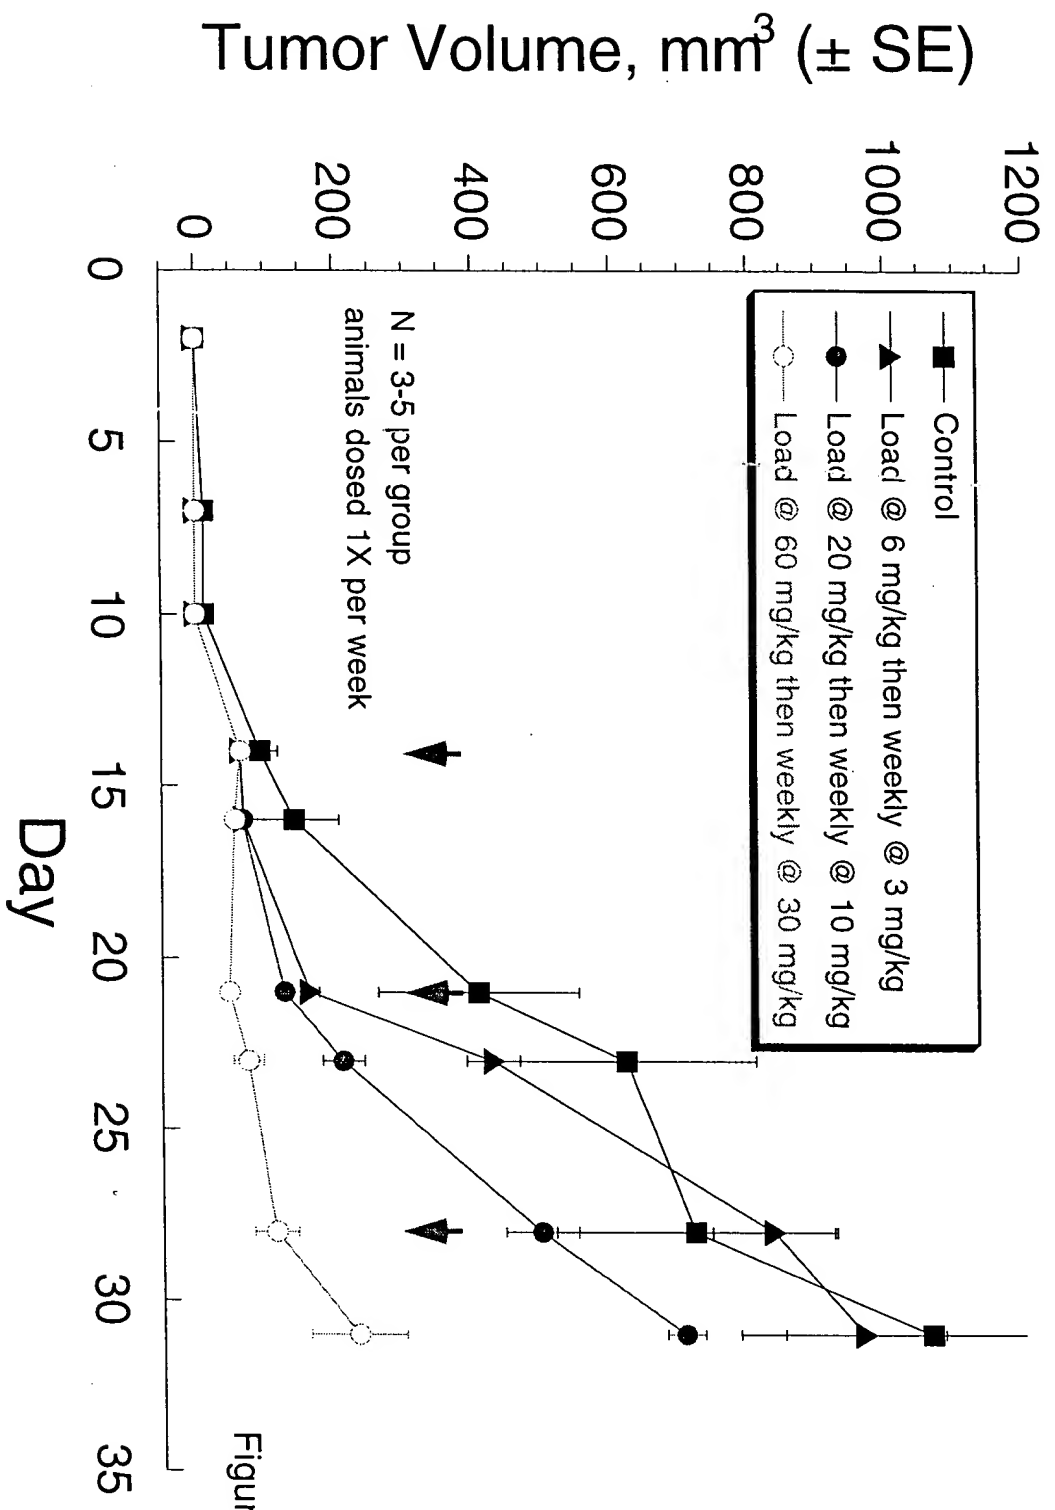 Tumor Volume, mm³ (± SE)
1200
1000
800
600
400
200
0
Control
Load @ 6 mg/kg then weekly @ 3 mg/kg
Load @ 20 mg/kg then weekly @ 10 mg/kg
Load @ 60 mg/kg then weekly @ 30 mg/kg
N = 3-5 per group
animals dosed 1X per week
0 5 10 15 20 25 30 35
Day
Figur